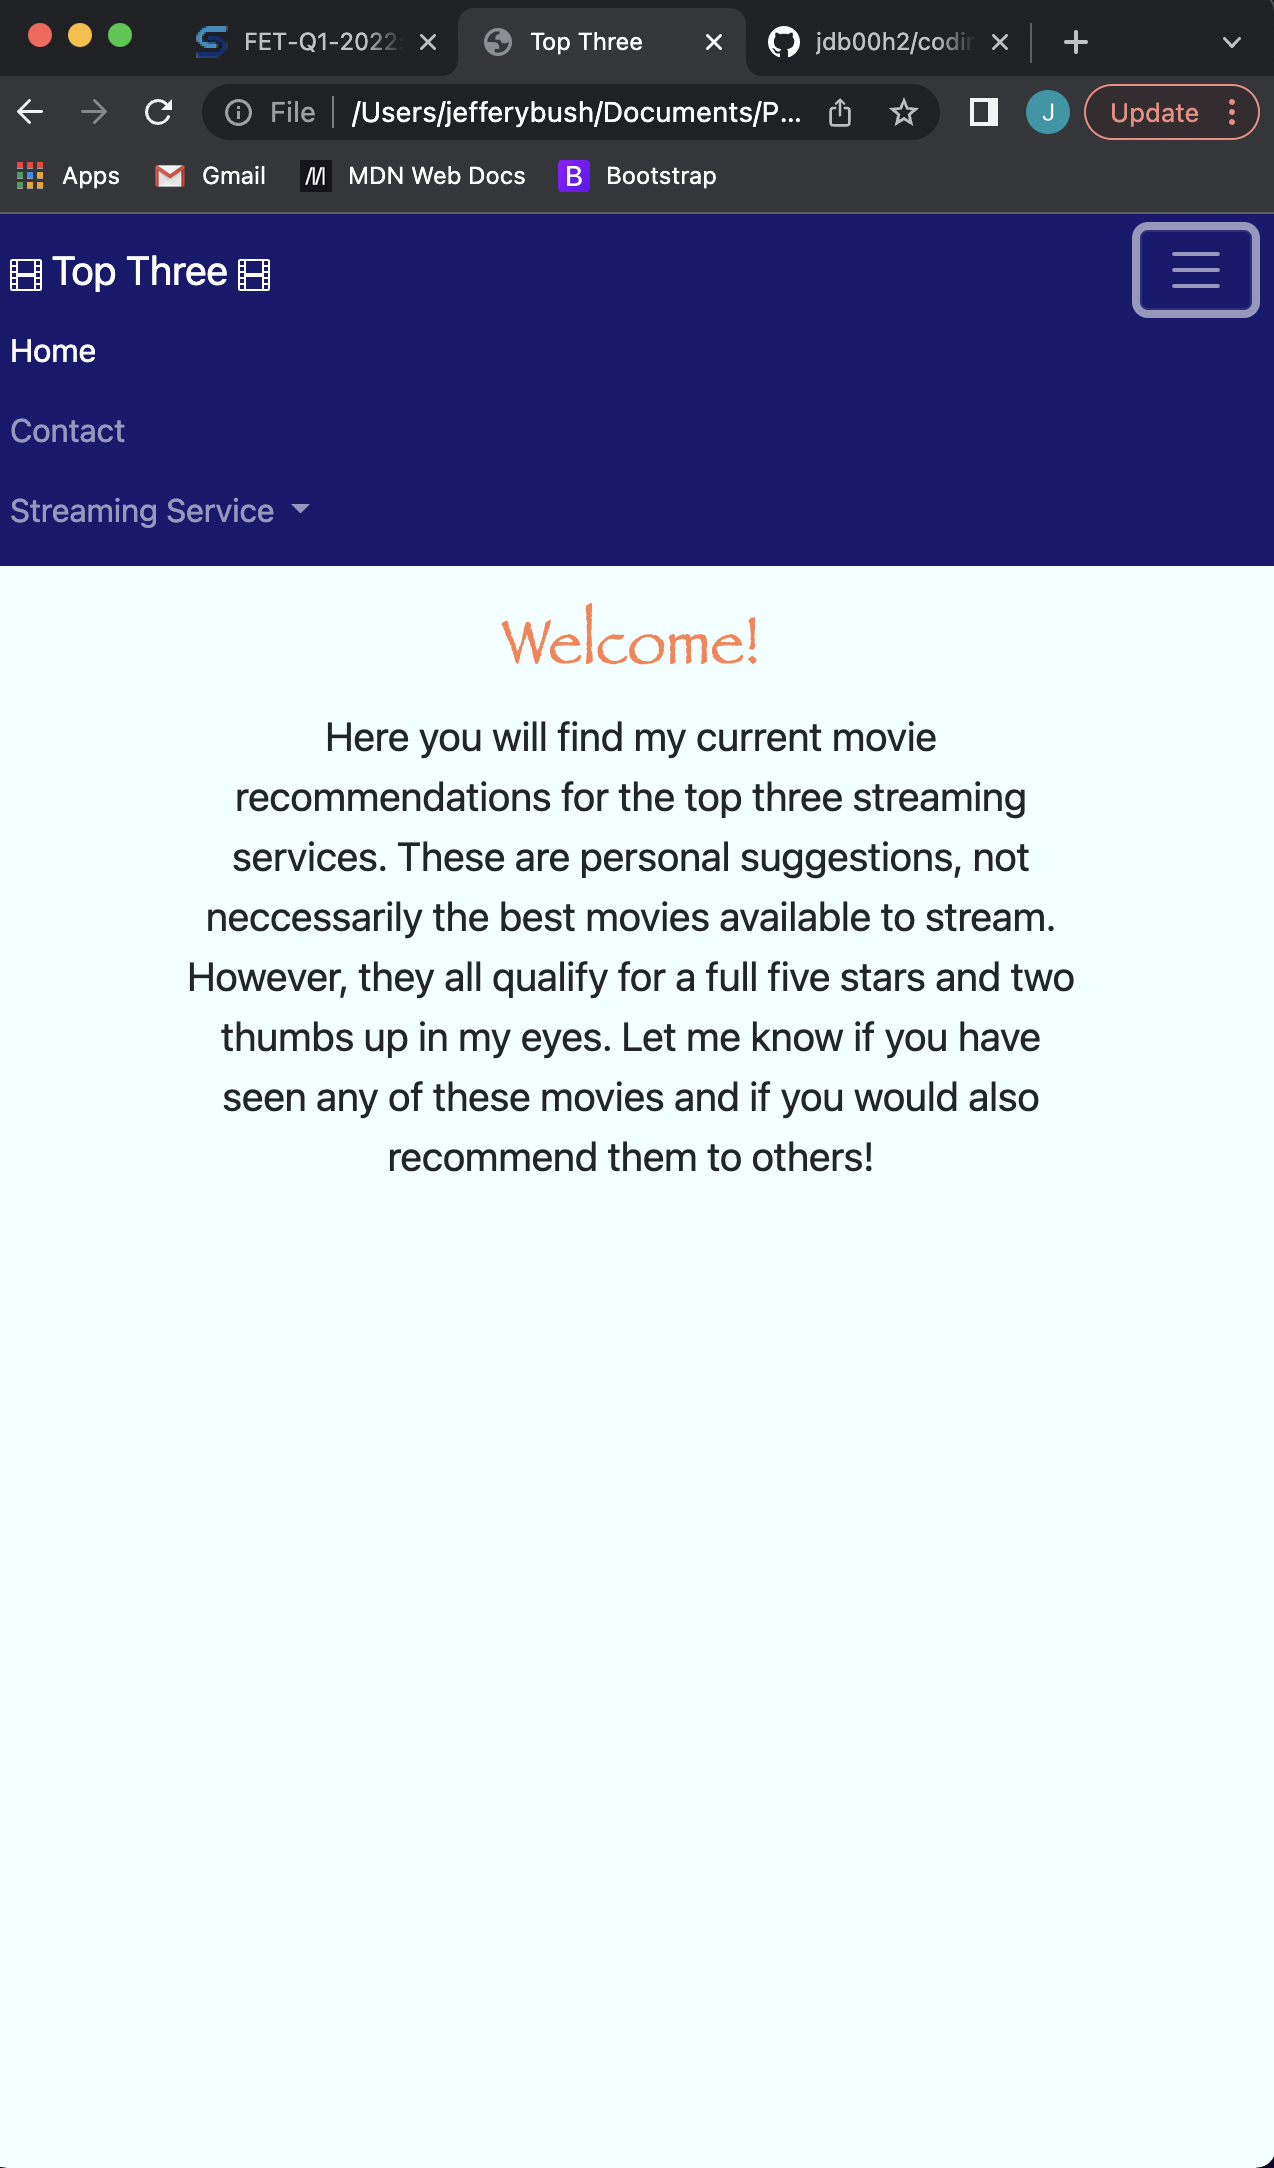 FET-Q1-2022
Top Three
jdb00h2/codin
File
/Users/jefferybush/Documents/P...
J
Update
Apps
Gmail
MDN Web Docs
B
Bootstrap
Top Three
Home
Contact
Streaming Service
Welcome!
Here you will find my current movie
recommendations for the top three streaming
services. These are personal suggestions, not
neccessarily the best movies available to stream.
However, they all qualify for a full five stars and two
thumbs up in my eyes. Let me know if you have
seen any of these movies and if you would also
recommend them to others!